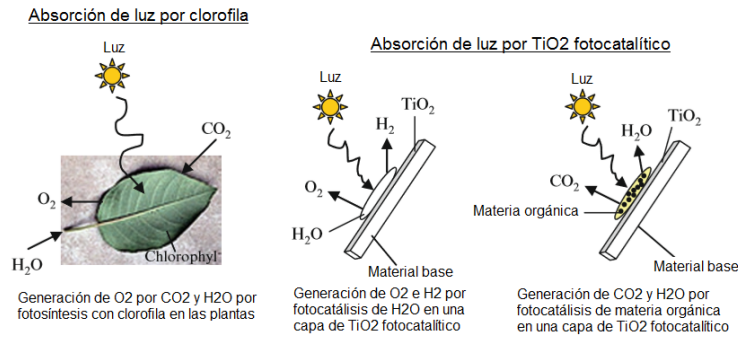 Absorción de luz por clorofila
Luz
CO2
O2
H2O
Chlorophyl
Generación de O2 por CO2 y H2O por
fotosíntesis con clorofila en las plantas
Absorción de luz por TiO2 fotocatalítico
Luz
TiO2
H2
O2
H2O
Material base
Generación de O2 e H2 por
fotocatálisis de H2O en una
capa de TiO2 fotocatalítico
Luz
TiO2
H2O
CO2
Materia orgánica
Material base
Generación de CO2 y H2O por
fotocatálisis de materia orgánica
en una capa de TiO2 fotocatalítico